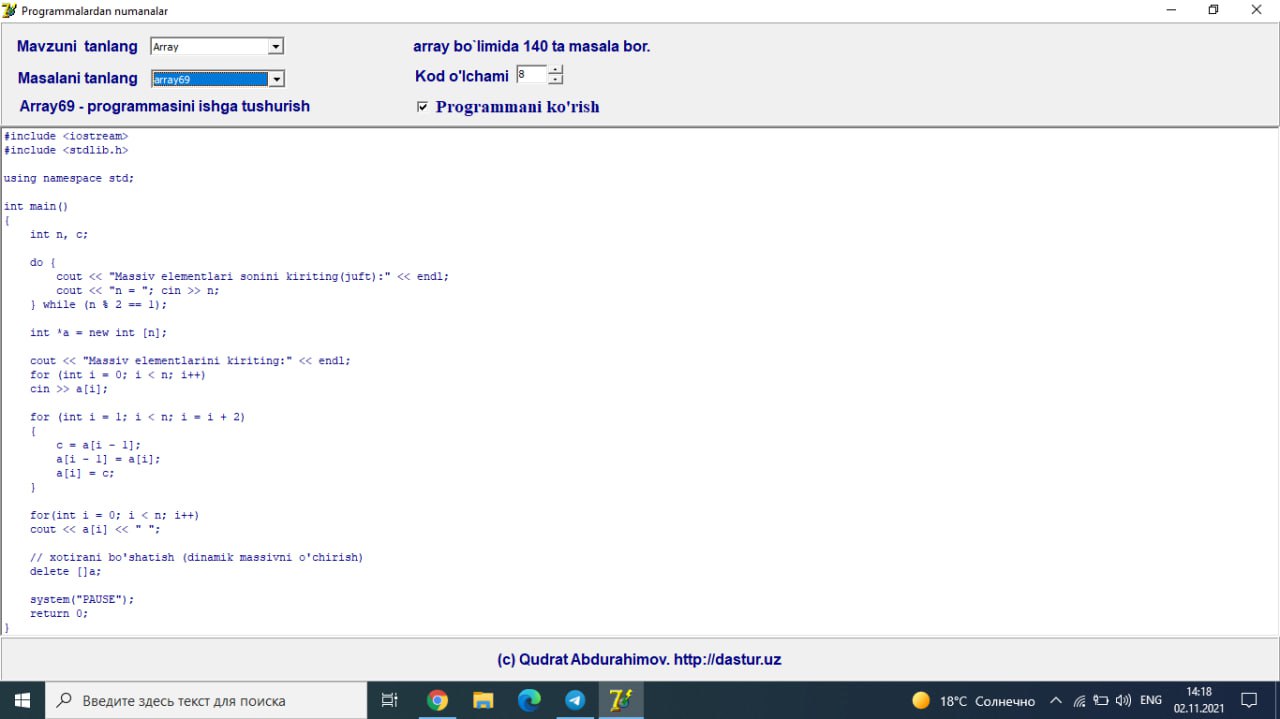 Programmalardan numanalar
Mavzuni tanlang Array array bo`limida 140 ta masala bor.
Masalani tanlang array69 Kod o'lchami 8
Array69 - programmasini ishga tushurish Programmani ko'rish
#include <iostream>
#include <stdlib.h>
using namespace std;
int main()
{
int n, c;
do {
cout << "Massiv elementlari sonini kiriting(juft):" << endl;
cout << "n = "; cin >> n;
} while (n % 2 == 1);
int *a = new int [n];
cout << "Massiv elementlarini kiriting:" << endl;
for (int i = 0; i < n; i++)
cin >> a[i];
for (int i = 1; i < n; i = i + 2)
{
c = a[i - 1];
a[i - 1] = a[i];
a[i] = c;
}
for(int i = 0; i < n; i++)
cout << a[i] << " ";
// xotirani bo'shatish (dinamik massivni o'chirish)
delete []a;
system("PAUSE");
return 0;
}
(c) Qudrat Abdurahimov. http://dastur.uz
Введите здесь текст для поиска
18°C Солнечно ENG 14:18
02.11.2021